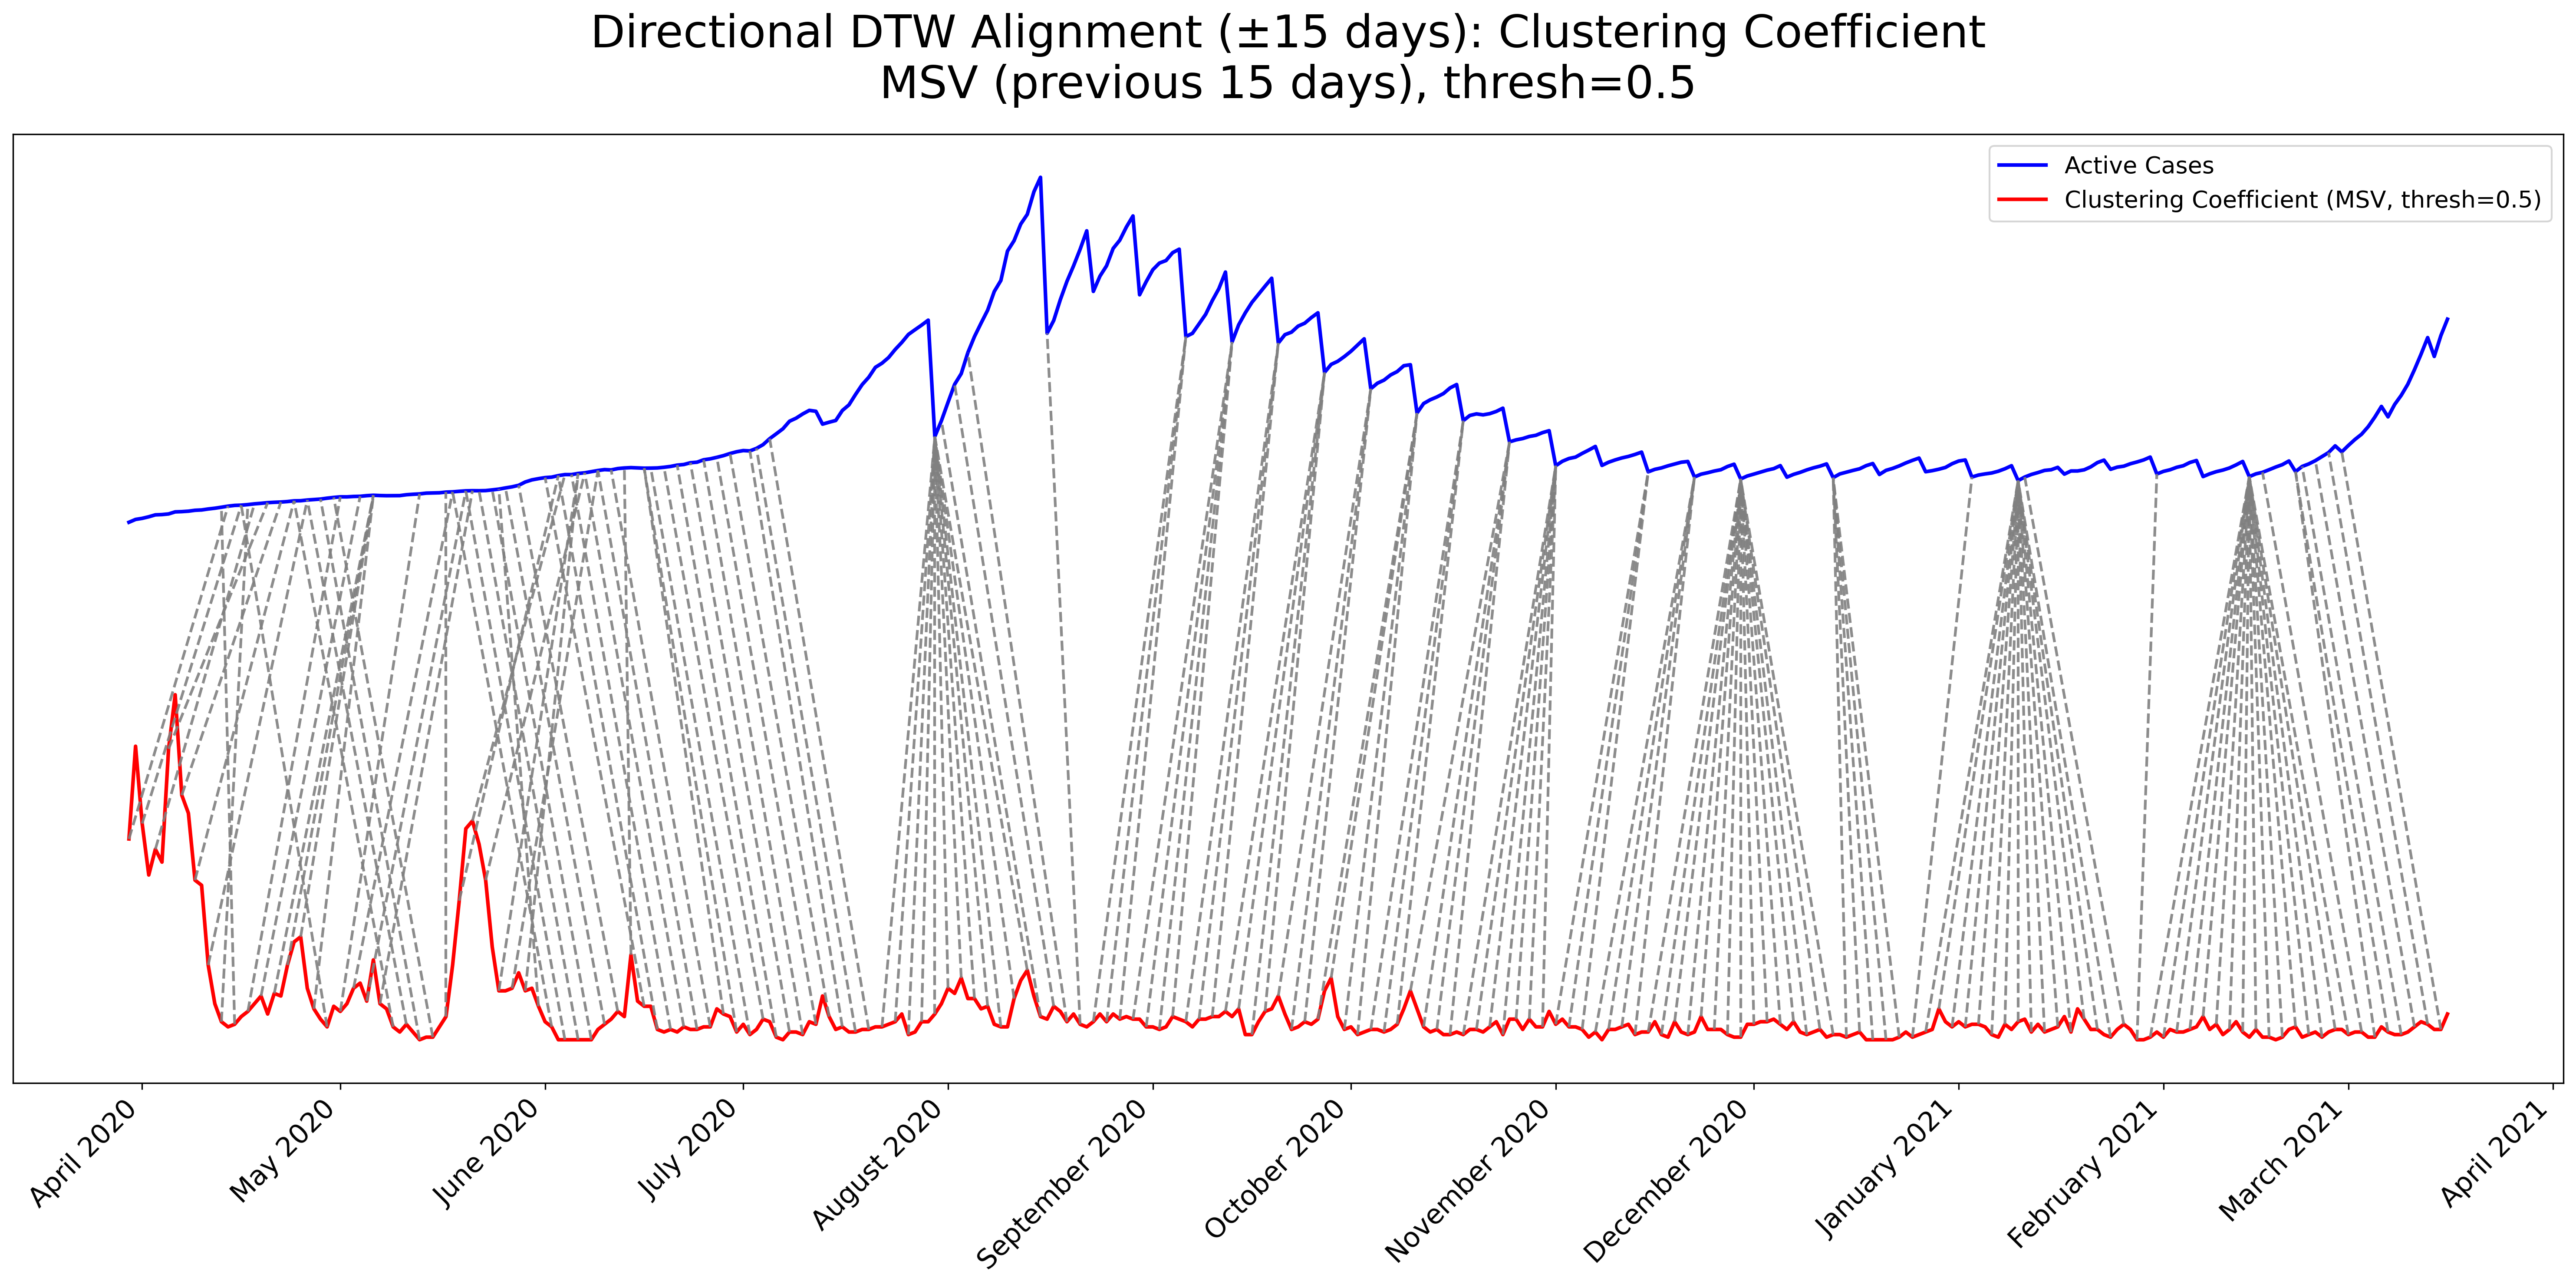 Directional DTW Alignment (±15 days): Clustering Coefficient
MSV (previous 15 days), thresh=0.5
Active Cases
Clustering Coefficient (MSV, thresh=0.5)
April 2020
May 2020
June 2020
July 2020
August 2020
September 2020
October 2020
November 2020
December 2020
January 2021
February 2021
March 2021
April 2021